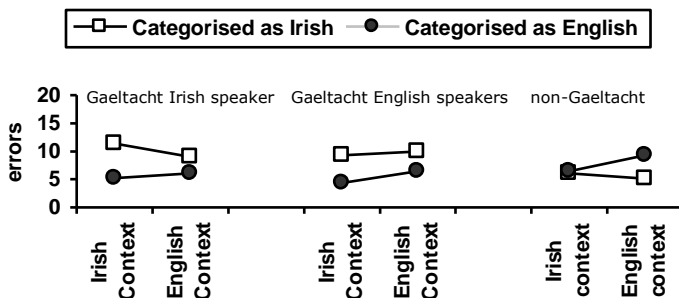 Categorised as Irish Categorised as English
Gaeltacht Irish speaker Gaeltacht English speakers non-Gaeltacht
20
15
10
5
0
errors
Irish
Context
English
Context
Irish
Context
English
Context
Irish
context
English
context